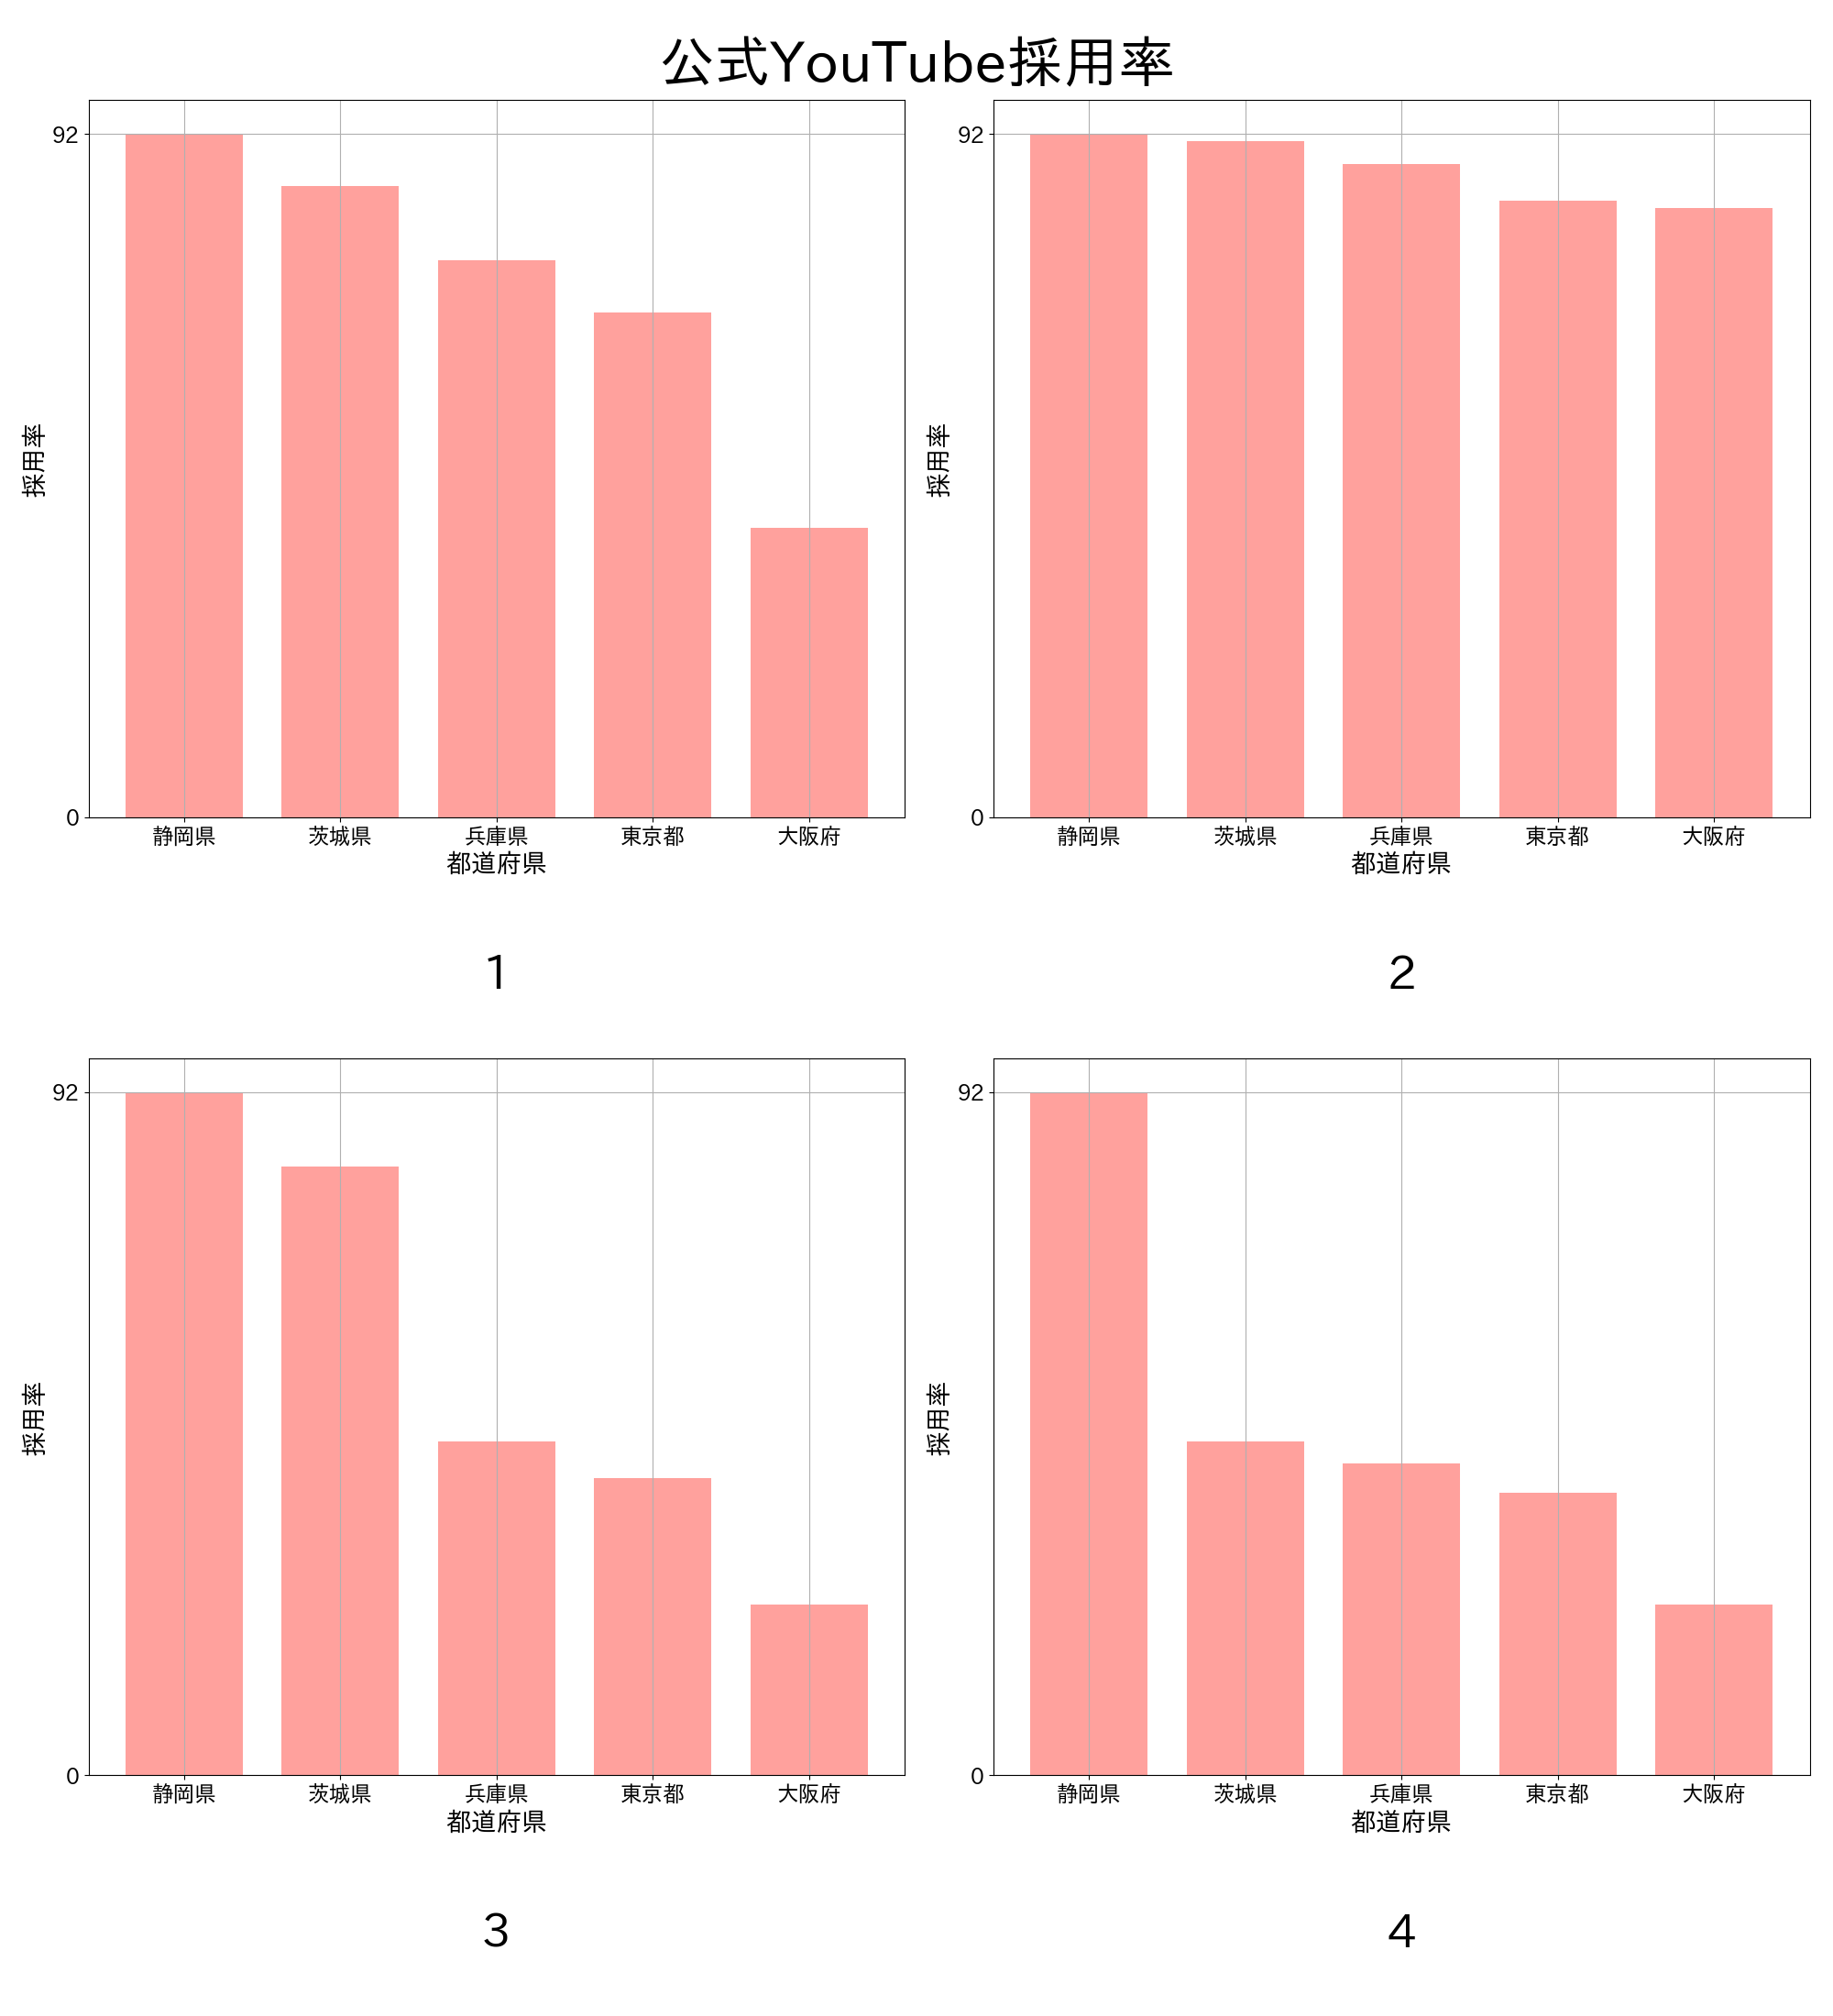 公式YouTube採用率
92
採用率
0
静岡県 茨城県 兵庫県 東京都 大阪府
都道府県
1
92
採用率
0
静岡県 茨城県 兵庫県 東京都 大阪府
都道府県
2
92
採用率
0
静岡県 茨城県 兵庫県 東京都 大阪府
都道府県
3
92
採用率
0
静岡県 茨城県 兵庫県 東京都 大阪府
都道府県
4